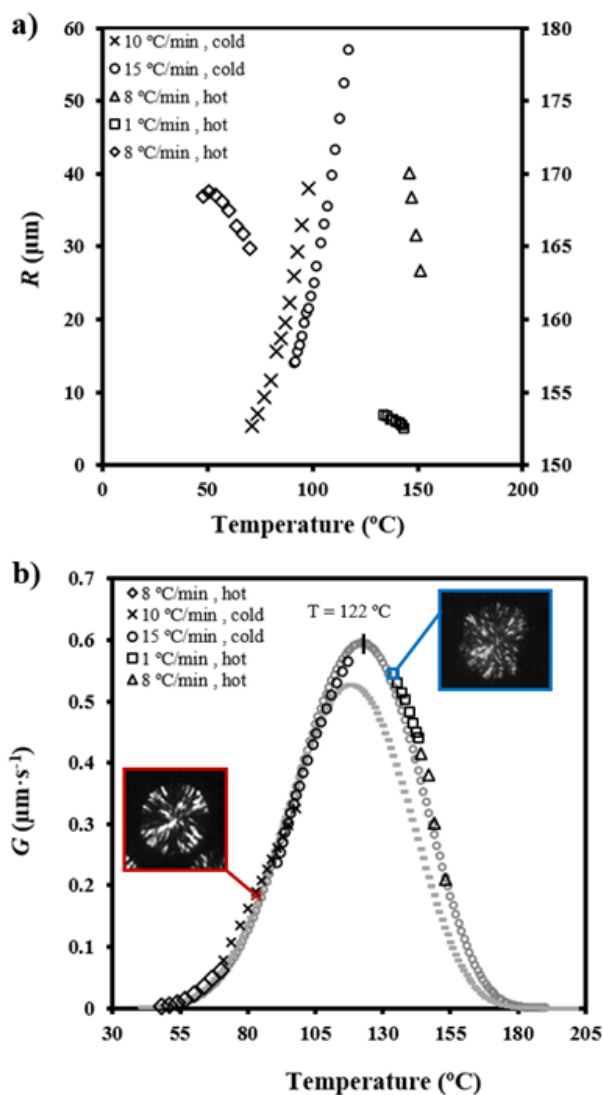 a)
60
50
40
30
20
10
0
R (μm)
× 10 ºC/min , cold
○ 15 ºC/min , cold
△ 8 ºC/min , hot
□ 1 ºC/min , hot
◇ 8 ºC/min , hot
180
175
170
165
160
155
150
0 50 100 150 200
Temperature (ºC)
b)
0.7
0.6
0.5
0.4
0.3
0.2
0.1
0
G (μm·s⁻¹)
◇ 8 ºC/min , hot
× 10 ºC/min , cold
○ 15 ºC/min , cold
□ 1 ºC/min , hot
△ 8 ºC/min , hot
T = 122 ºC
30 55 80 105 130 155 180 205
Temperature (ºC)